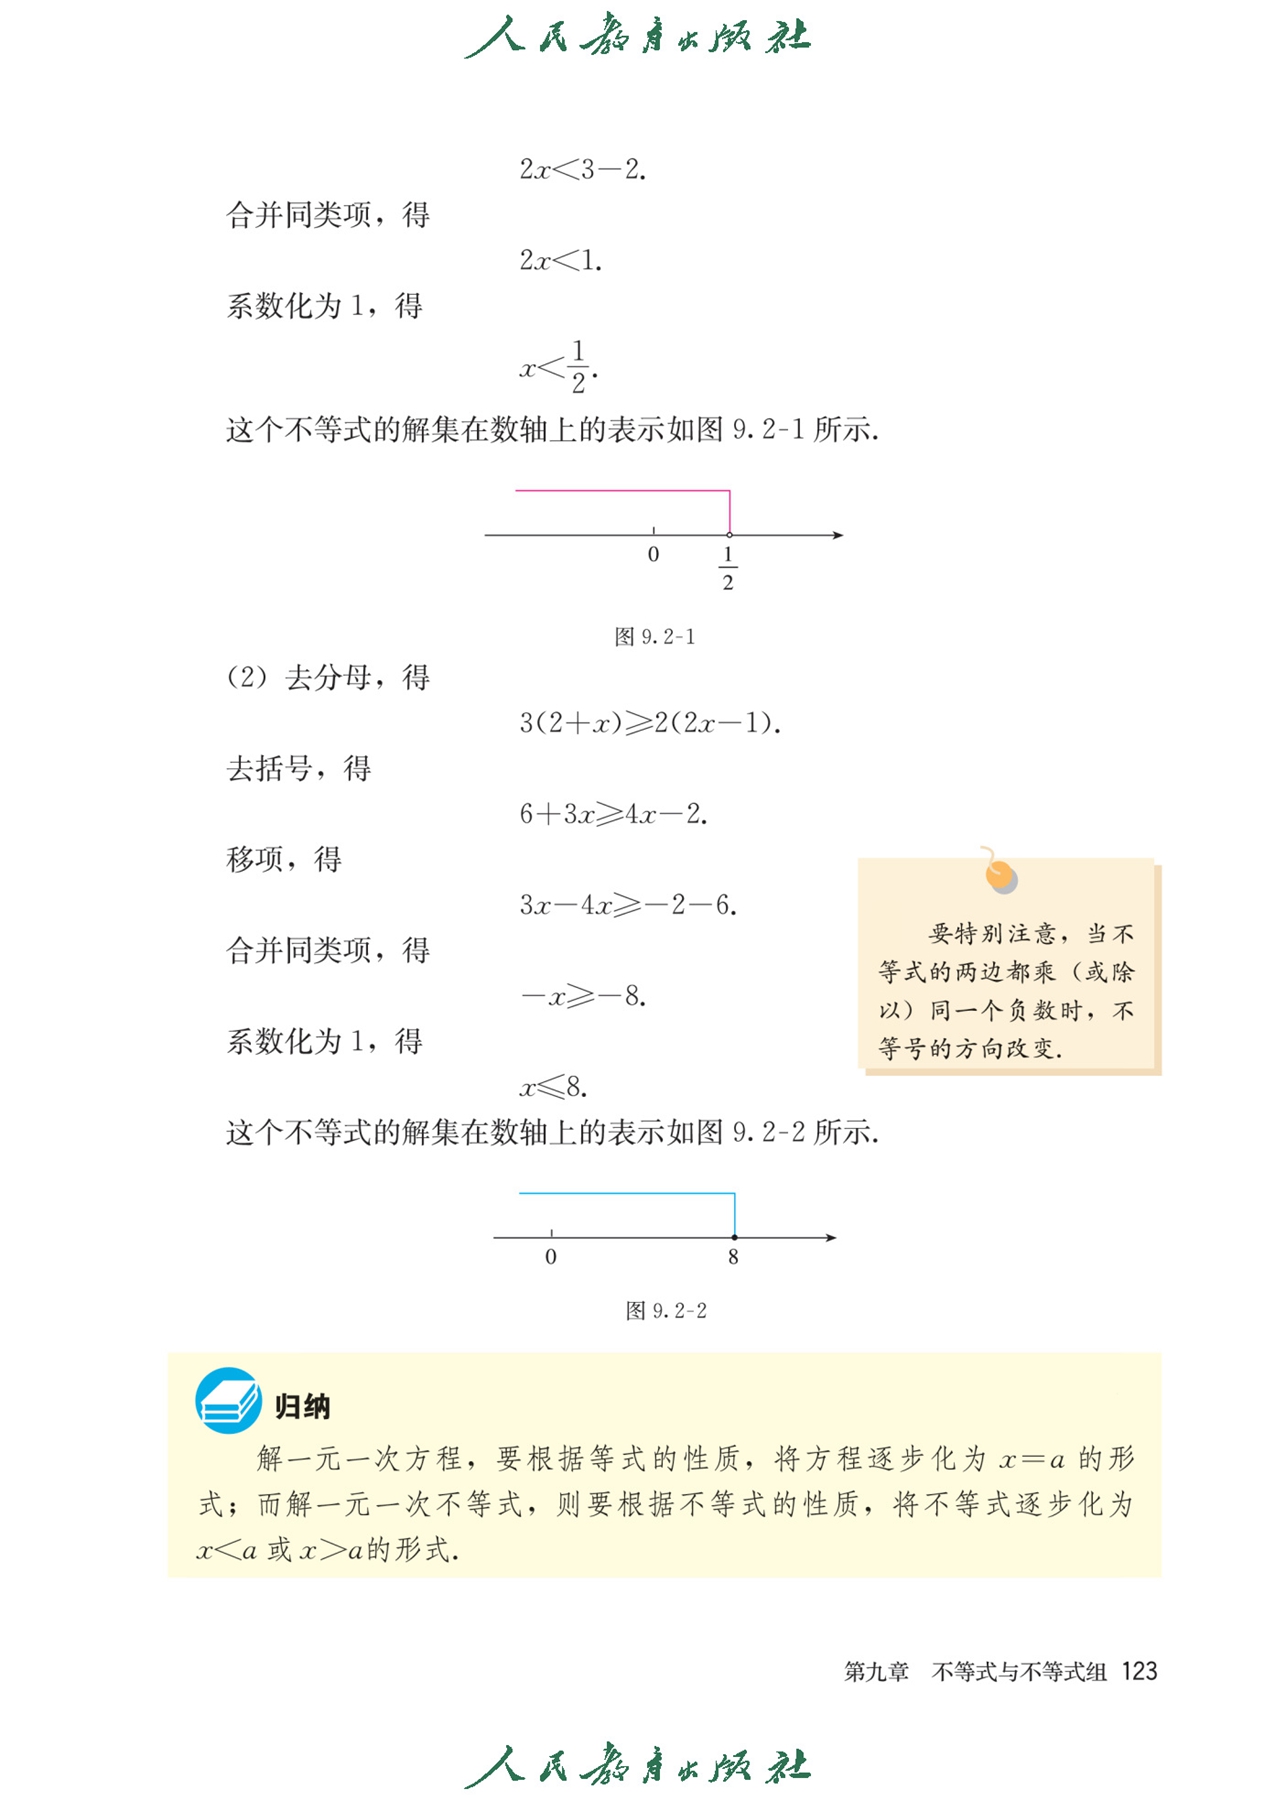 人民教育出版社
2x<3-2.
合并同类项，得
2x<1.
系数化为1，得
x<1/2.
这个不等式的解集在数轴上的表示如图9.2-1所示.
0 1/2
图9.2-1
（2）去分母，得
3(2+x)⩾2(2x-1).
去括号，得
6+3x⩾4x-2.
移项，得
3x-4x⩾-2-6.
合并同类项，得
-x⩾-8.
系数化为1，得
x⩽8.
要特别注意，当不
等式的两边都乘（或除
以）同一个负数时，不
等号的方向改变.
这个不等式的解集在数轴上的表示如图9.2-2所示.
0 8
图9.2-2
归纳
解一元一次方程，要根据等式的性质，将方程逐步化为 x=a 的形
式；而解一元一次不等式，则要根据不等式的性质，将不等式逐步化为
x<a 或 x>a的形式.
第九章 不等式与不等式组 123
人民教育出版社